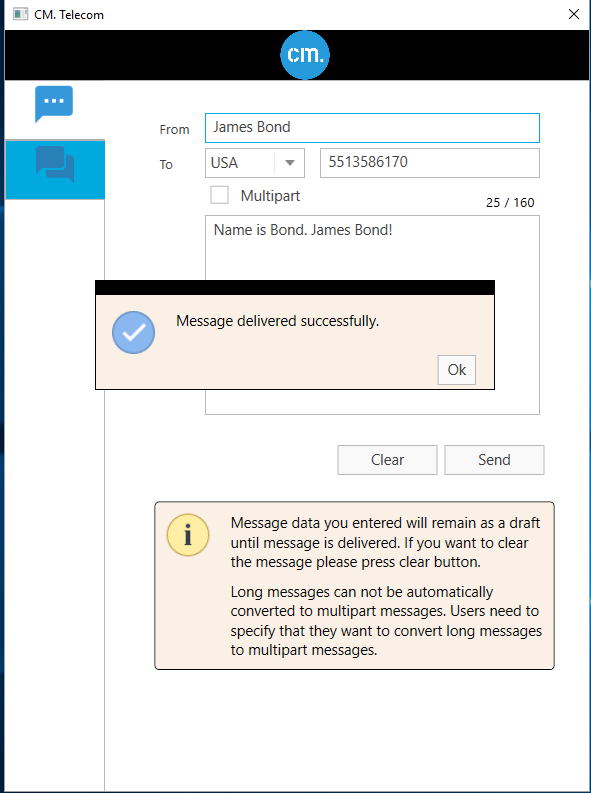 CM. Telecom
cm.
From James Bond
To USA 5513586170
Multipart
25 / 160
Name is Bond. James Bond!
Message delivered successfully.
Ok
Clear Send
i
Message data you entered will remain as a draft
until message is delivered. If you want to clear
the message please press clear button.
Long messages can not be automatically
converted to multipart messages. Users need to
specify that they want to convert long messages
to multipart messages.